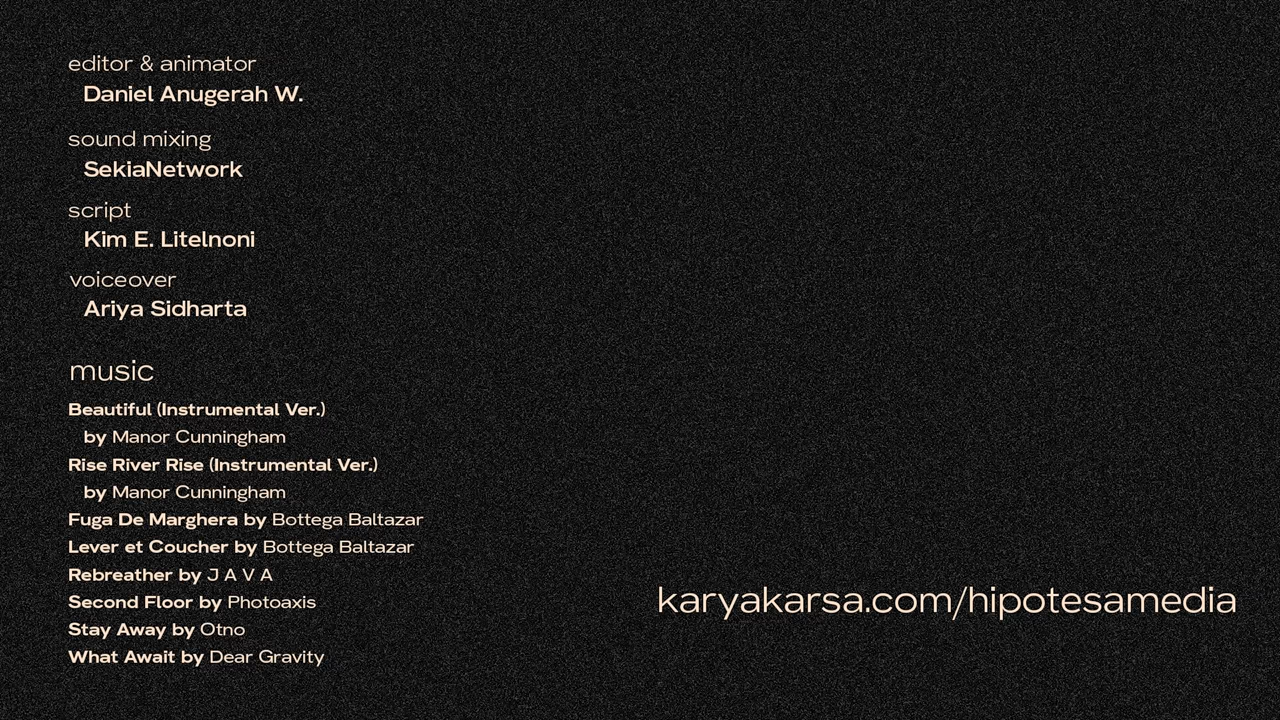 editor & animator
Daniel Anugerah W.
sound mixing
SekiaNetwork
script
Kim E. Litelnoni
voiceover
Ariya Sidharta
music
Beautiful (Instrumental Ver.)
by Manor Cunningham
Rise River Rise (Instrumental Ver.)
by Manor Cunningham
Fuga De Marghera by Bottega Baltazar
Lever et Coucher by Bottega Baltazar
Rebreather by J A V A
Second Floor by Photoaxis
Stay Away by Otno
What Await by Dear Gravity
karyakarsa.com/hipotesamedia